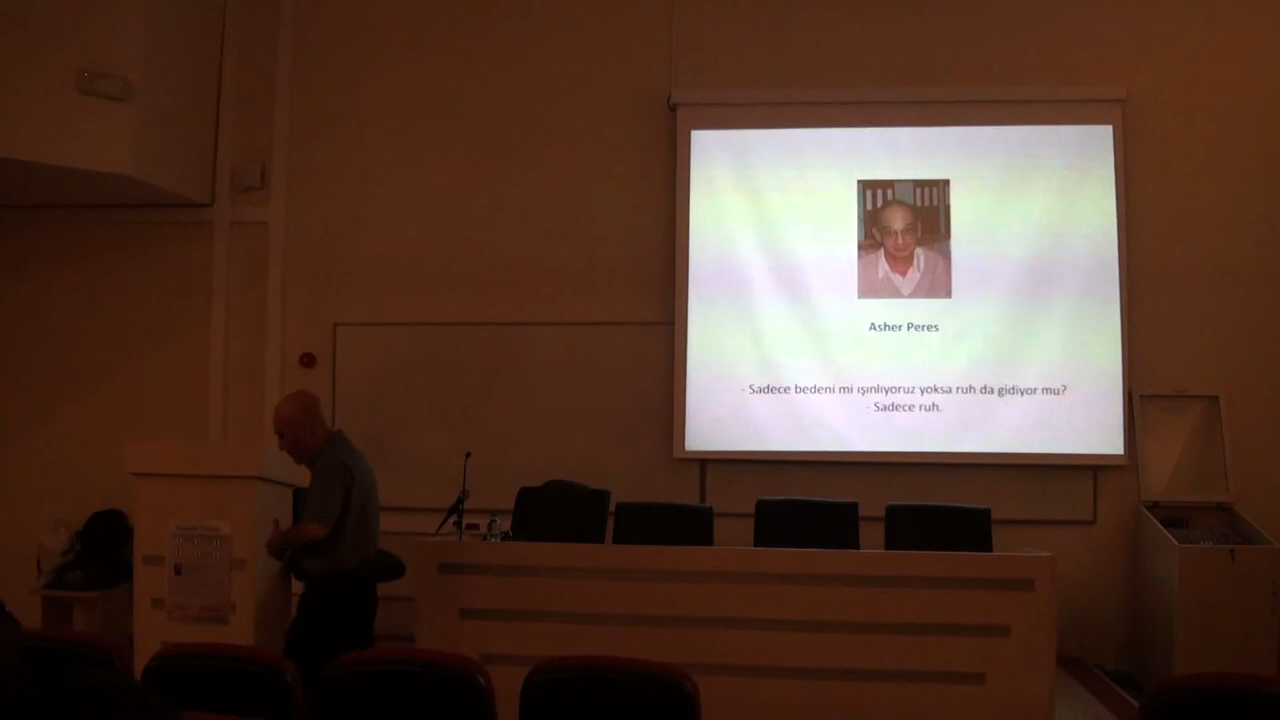 Asher Peres
- Sadece bedeni mi ışınlıyoruz yoksa ruh da gidiyor mu?
- Sadece ruh.